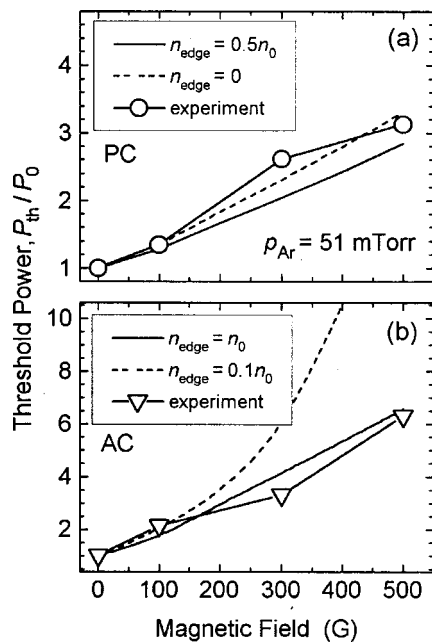 (a)
n_edge = 0.5n_0
n_edge = 0
experiment
PC
p_Ar = 51 mTorr
4
3
2
1
Threshold Power, P_th / P_0
(b)
n_edge = n_0
n_edge = 0.1n_0
experiment
AC
10
8
6
4
2
0 100 200 300 400 500
Magnetic Field (G)